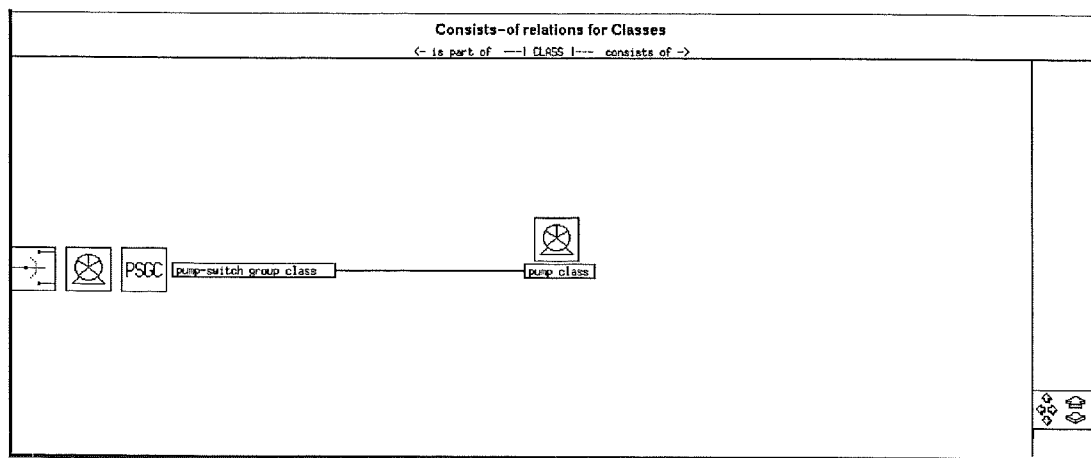 Consists-of relations for Classes
<- is part of ---| CLASS |--- consists of ->
PSGC pump-switch group class
pump class